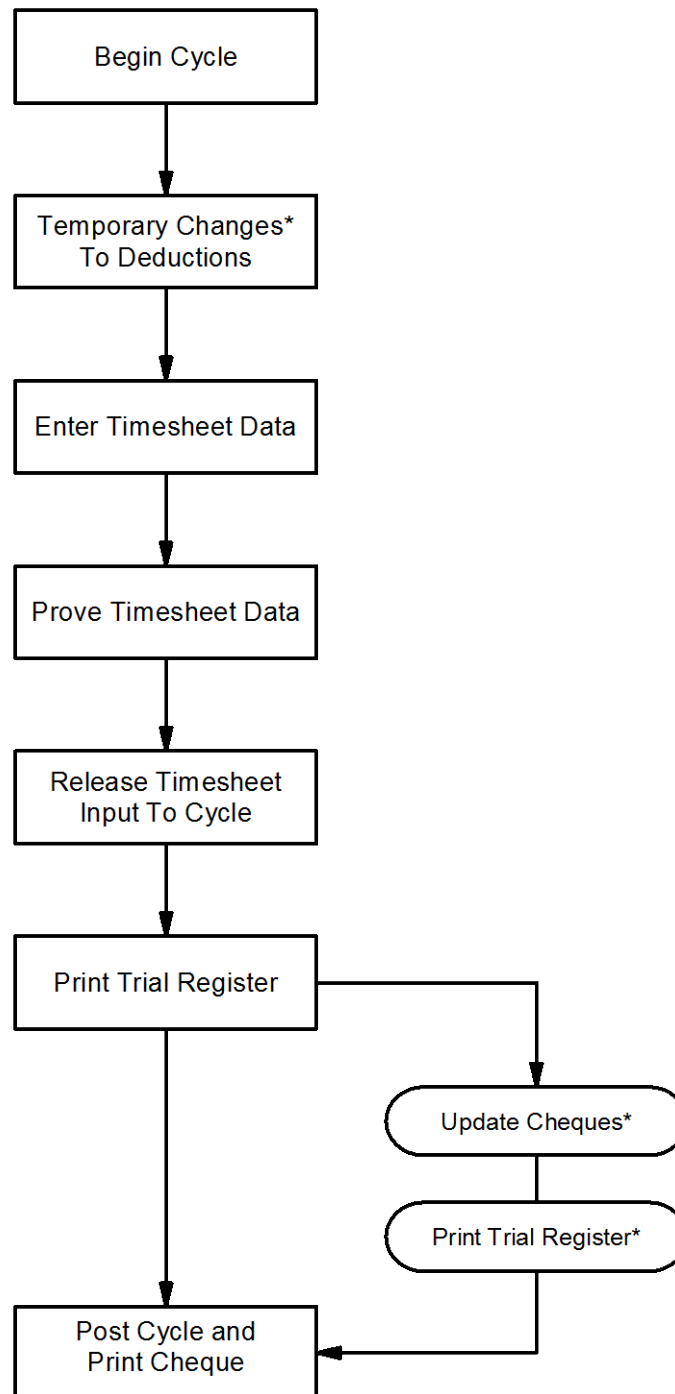 Begin Cycle
Temporary Changes*
To Deductions
Enter Timesheet Data
Prove Timesheet Data
Release Timesheet
Input To Cycle
Print Trial Register
Update Cheques*
Print Trial Register*
Post Cycle and
Print Cheque